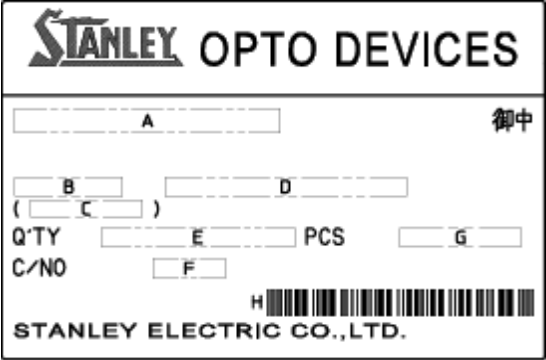 STANLEY OPTO DEVICES
A 御中
B D
( C )
Q'TY E PCS G
C/NO F
H
STANLEY ELECTRIC CO.,LTD.